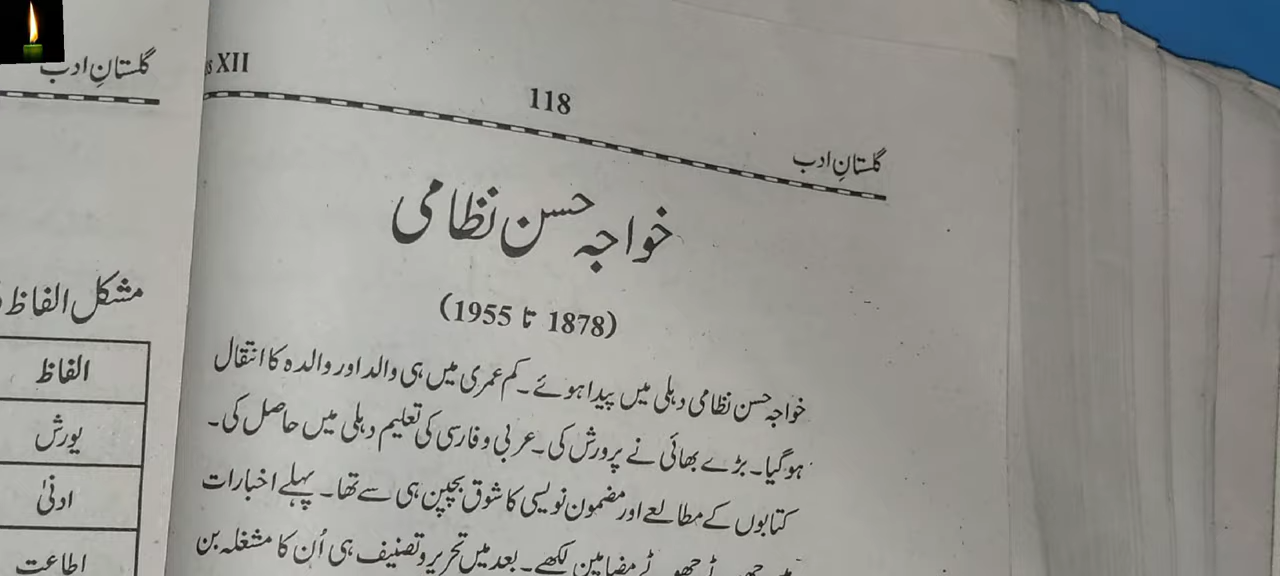 XII
118
گلستانِ ادب
خواجہ حسن نظامی
(1878 تا 1955)
خواجہ حسن نظامی دہلی میں پیدا ہوئے۔ کم عمری میں ہی والد اور والدہ کا انتقال
ہو گیا۔ بڑے بھائی نے پرورش کی۔ عربی و فارسی کی تعلیم دہلی میں حاصل کی۔
کتابوں کے مطالعے اور مضمون نویسی کا شوق بچپن ہی سے تھا۔ پہلے اخبارات
مضامین لکھے۔ بعد میں تحریر و تصنیف ہی اُن کا مشغلہ بن
گلستانِ ادب
مشکل الفاظ
الفاظ
یورش
ادنیٰ
اطاعت